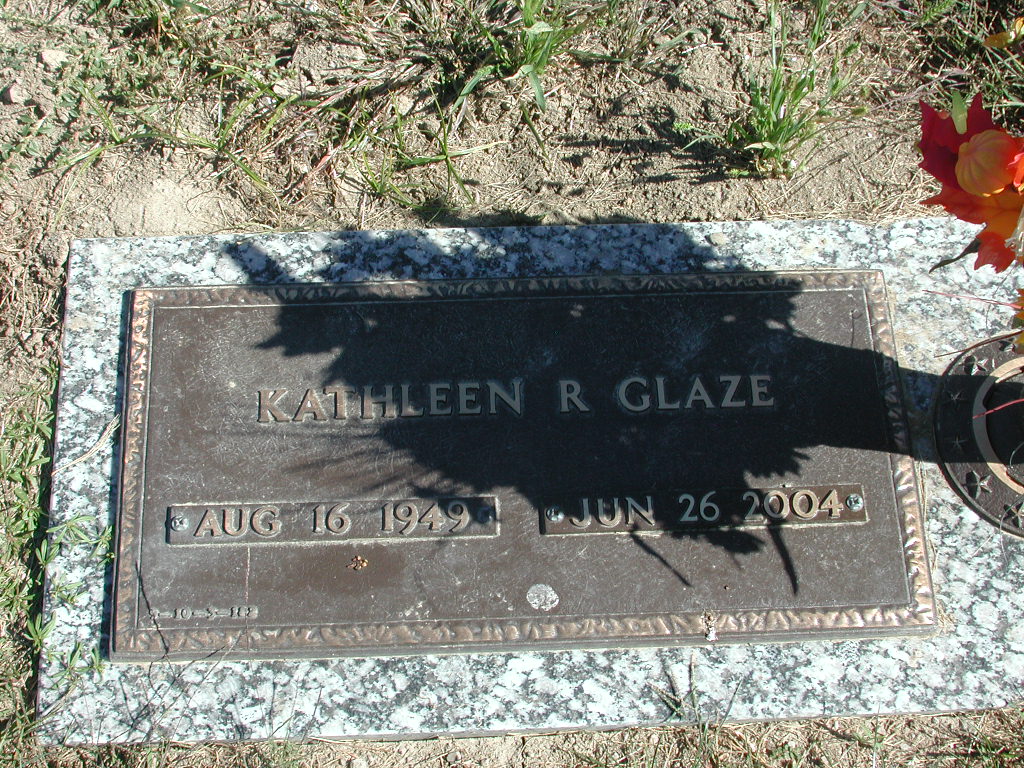 KATHLEEN R GLAZE
AUG 16 1949 JUN 26 2004